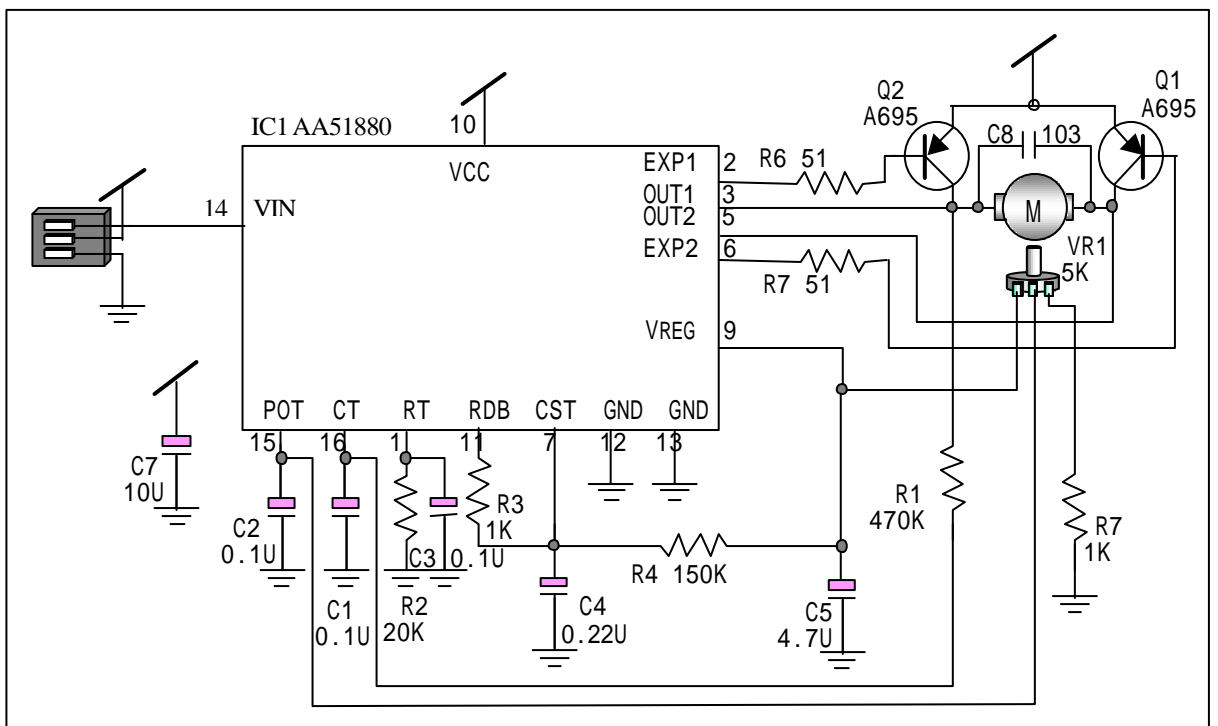 IC1 AA51880
10
VCC
14
VIN
EXP1
2
OUT1
3
OUT2
5
EXP2
6
VREG
9
R6 51
R7 51
Q2
A695
Q1
A695
C8
103
M
VR1
5K
POT
CT
RT
RDB
CST
GND
GND
15
16
1
11
7
12
13
C7
10U
C2
0.1U
C1
0.1U
R2
20K
C3
0.1U
R3
1K
C4
0.22U
R4 150K
C5
4.7U
R1
470K
R7
1K